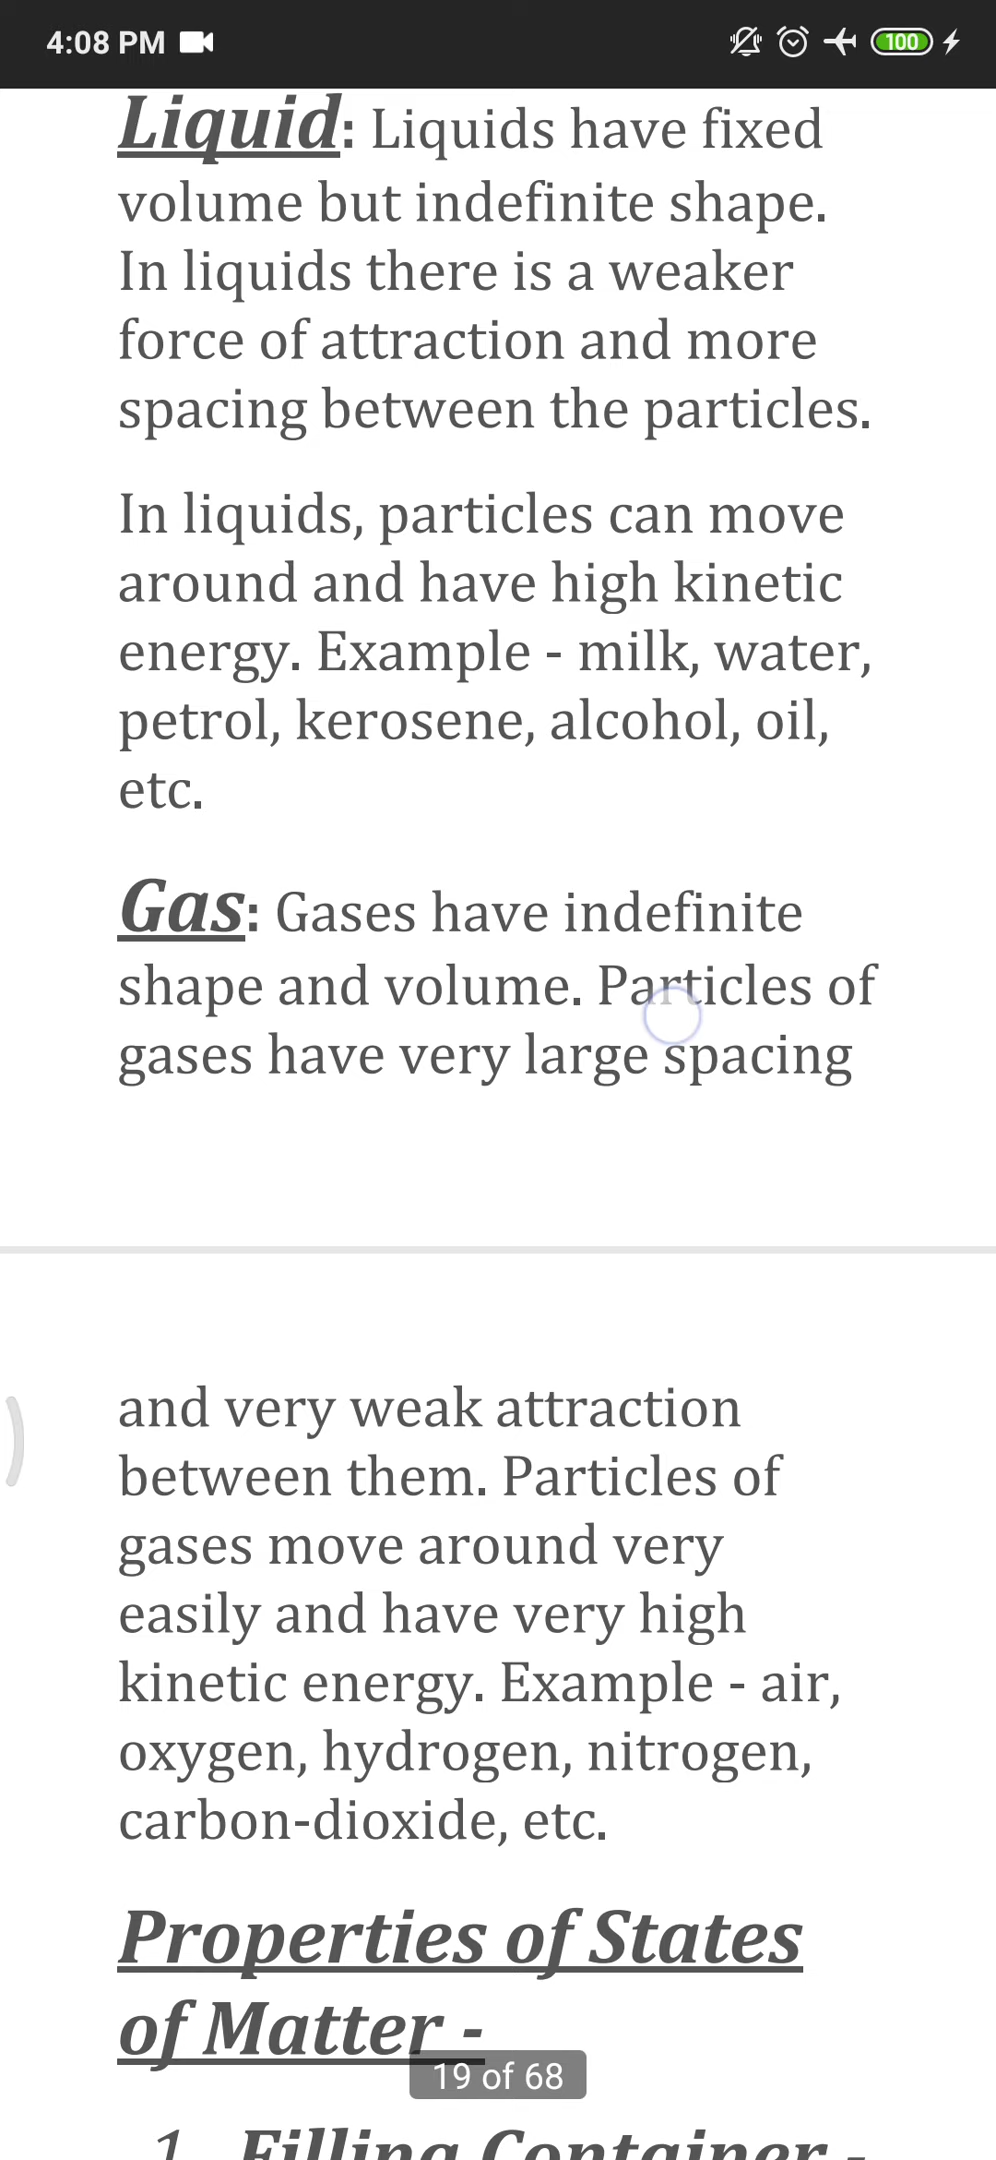 4:08 PM
100
Liquid: Liquids have fixed
volume but indefinite shape.
In liquids there is a weaker
force of attraction and more
spacing between the particles.
In liquids, particles can move
around and have high kinetic
energy. Example - milk, water,
petrol, kerosene, alcohol, oil,
etc.
Gas: Gases have indefinite
shape and volume. Particles of
gases have very large spacing
and very weak attraction
between them. Particles of
gases move around very
easily and have very high
kinetic energy. Example - air,
oxygen, hydrogen, nitrogen,
carbon-dioxide, etc.
Properties of States
of Matter -
19 of 68
1. Filling Container -